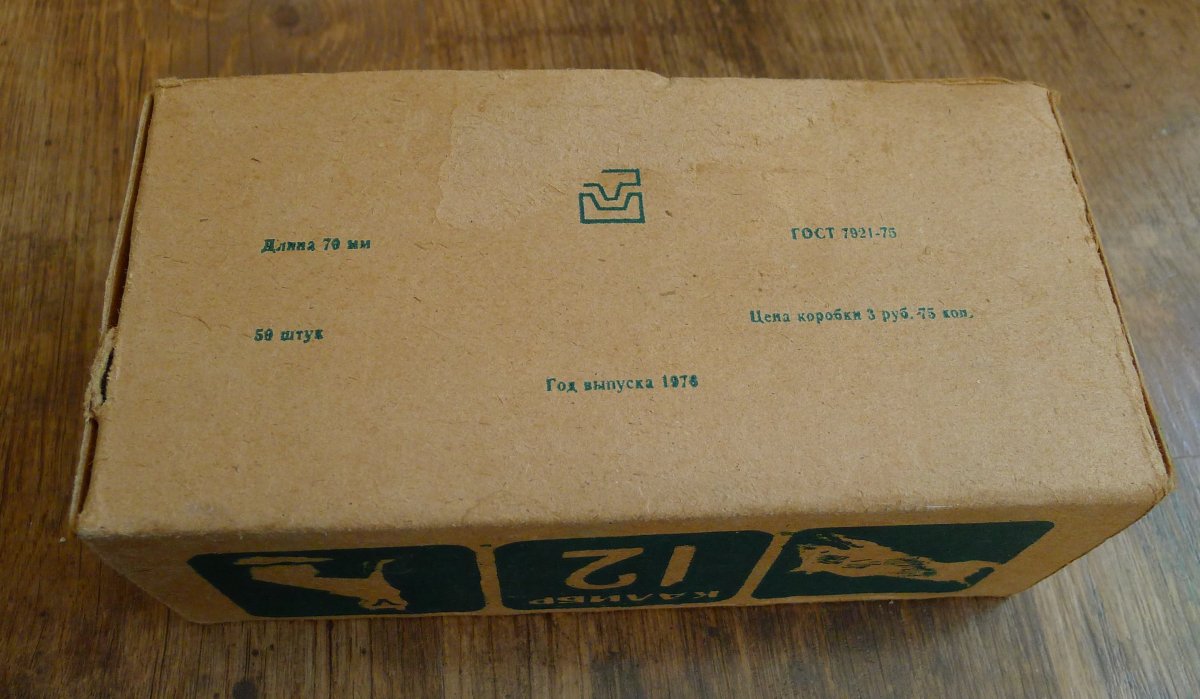 Длина 70 мм
ГОСТ 7921-75
50 штук
Цена коробки 3 руб. 75 коп.
Год выпуска 1976
12
КАЛИБР